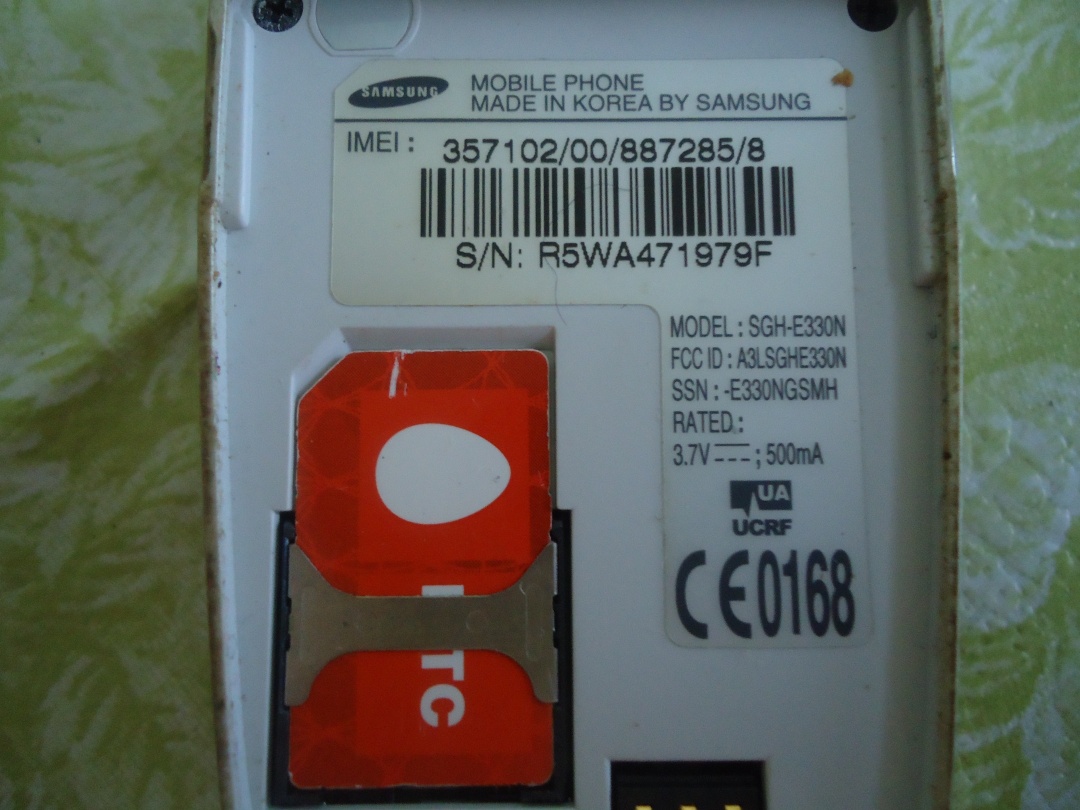 SAMSUNG
MOBILE PHONE
MADE IN KOREA BY SAMSUNG
IMEI : 357102/00/887285/8
S/N: R5WA471979F
MODEL : SGH-E330N
FCC ID : A3LSGHE330N
SSN : -E330NGSMH
RATED :
3.7V ; 500mA
UA
UCRF
CE0168
ТС